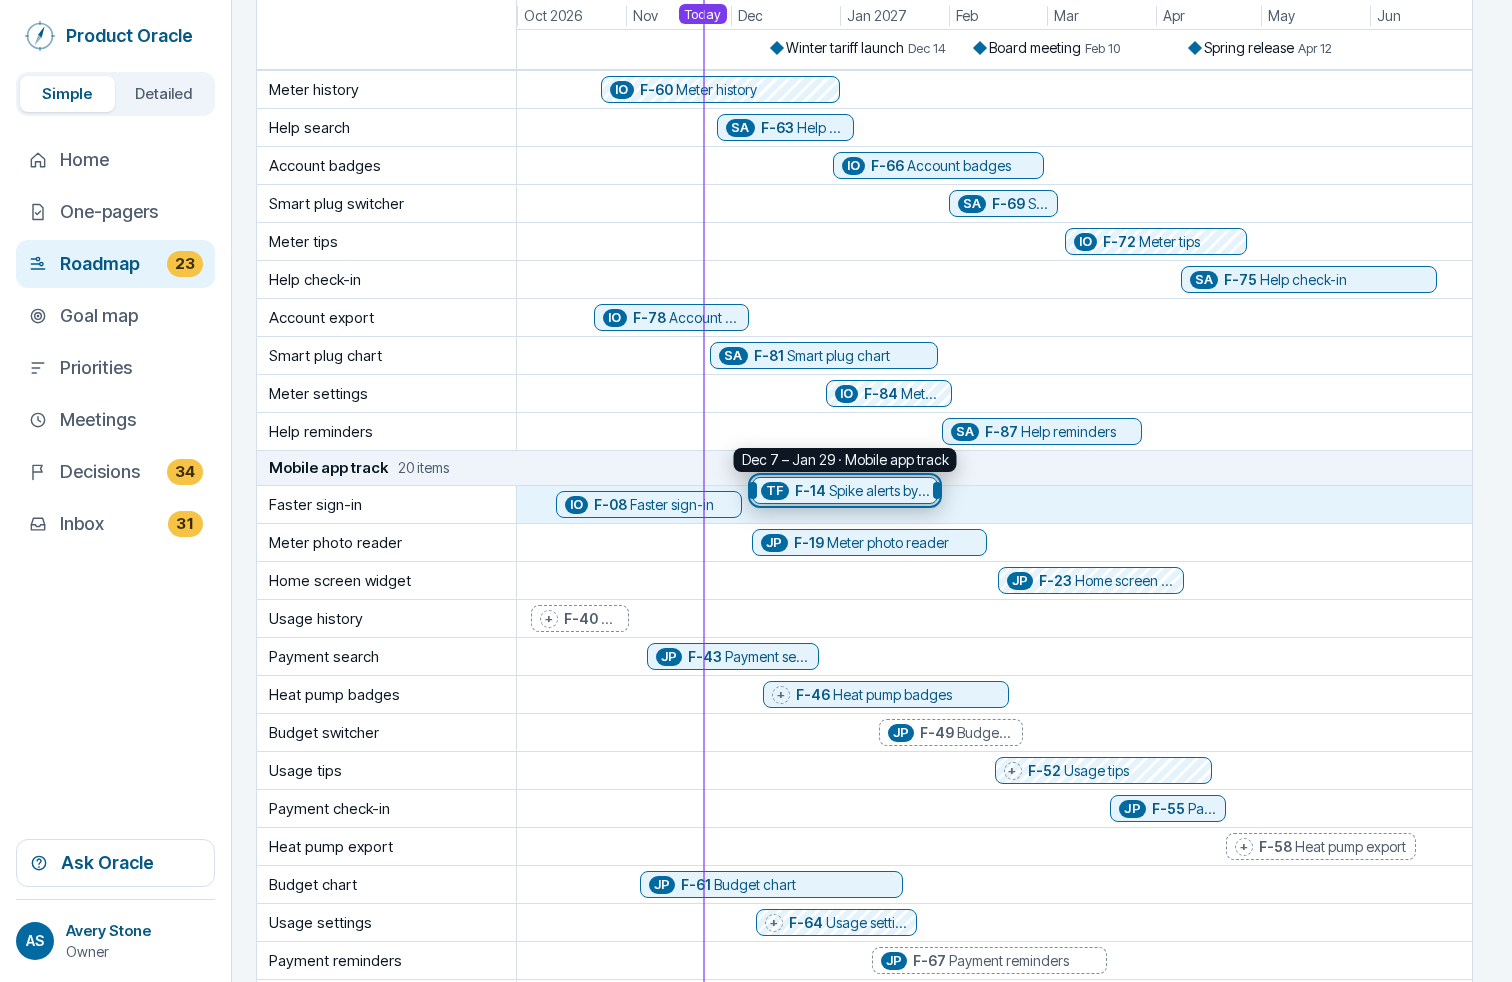 Product Oracle
Simple
Detailed
Home
One-pagers
Roadmap 23
Goal map
Priorities
Meetings
Decisions 34
Inbox 31
Ask Oracle
AS Avery Stone
Owner
Oct 2026 Nov Today Dec Jan 2027 Feb Mar Apr May Jun
Winter tariff launch Dec 14 Board meeting Feb 10 Spring release Apr 12
Meter history IO F-60 Meter history
Help search SA F-63 Help ...
Account badges IO F-66 Account badges
Smart plug switcher SA F-69 S...
Meter tips IO F-72 Meter tips
Help check-in SA F-75 Help check-in
Account export IO F-78 Account ...
Smart plug chart SA F-81 Smart plug chart
Meter settings IO F-84 Met...
Help reminders SA F-87 Help reminders
Dec 7 – Jan 29 · Mobile app track
Mobile app track 20 items
TF F-14 Spike alerts by...
Faster sign-in IO F-08 Faster sign-in
Meter photo reader JP F-19 Meter photo reader
Home screen widget JP F-23 Home screen ...
Usage history + F-40 ...
Payment search JP F-43 Payment se...
Heat pump badges + F-46 Heat pump badges
Budget switcher JP F-49 Budge...
Usage tips + F-52 Usage tips
Payment check-in JP F-55 Pa...
Heat pump export + F-58 Heat pump export
Budget chart JP F-61 Budget chart
Usage settings + F-64 Usage setti...
Payment reminders JP F-67 Payment reminders